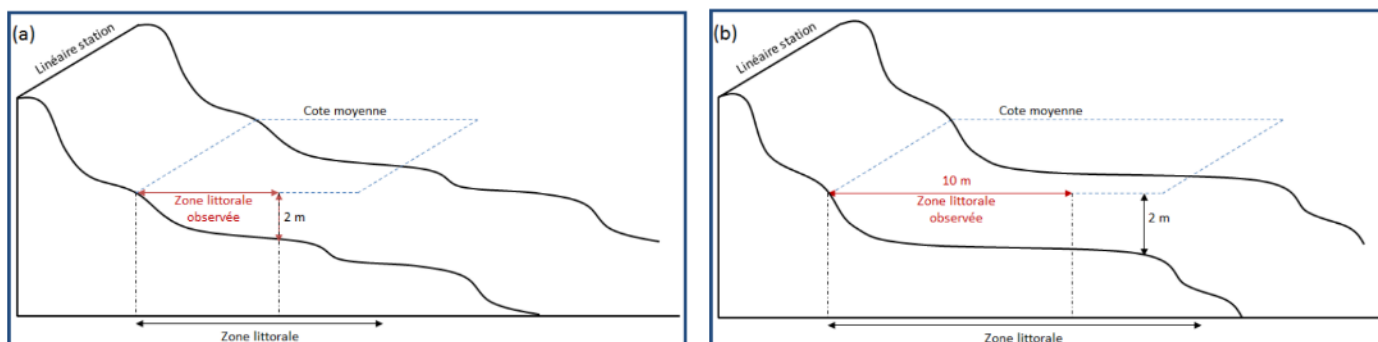 (a)
Linéaire station
Cote moyenne
Zone littorale
observée
2 m
Zone littorale
(b)
Linéaire station
Cote moyenne
10 m
Zone littorale
observée
2 m
Zone littorale